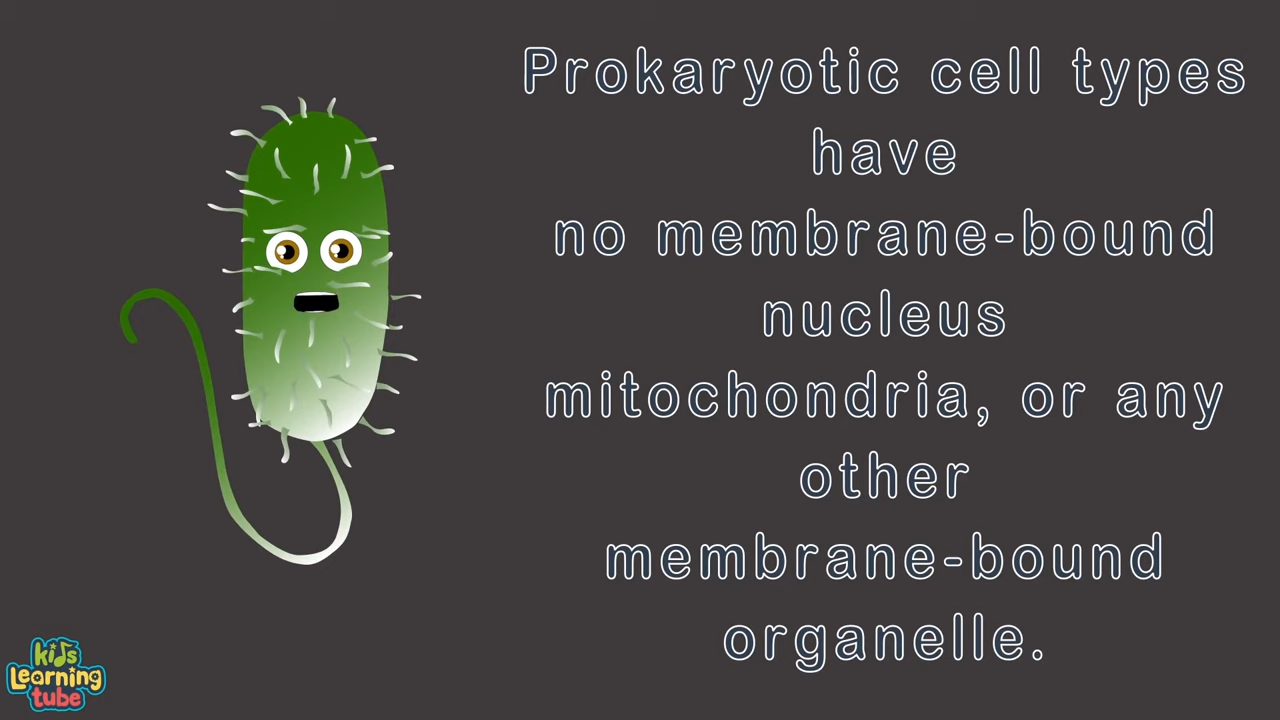 Prokaryotic cell types
have
no membrane-bound
nucleus
mitochondria, or any
other
membrane-bound
organelle.
kids
Learning
tube